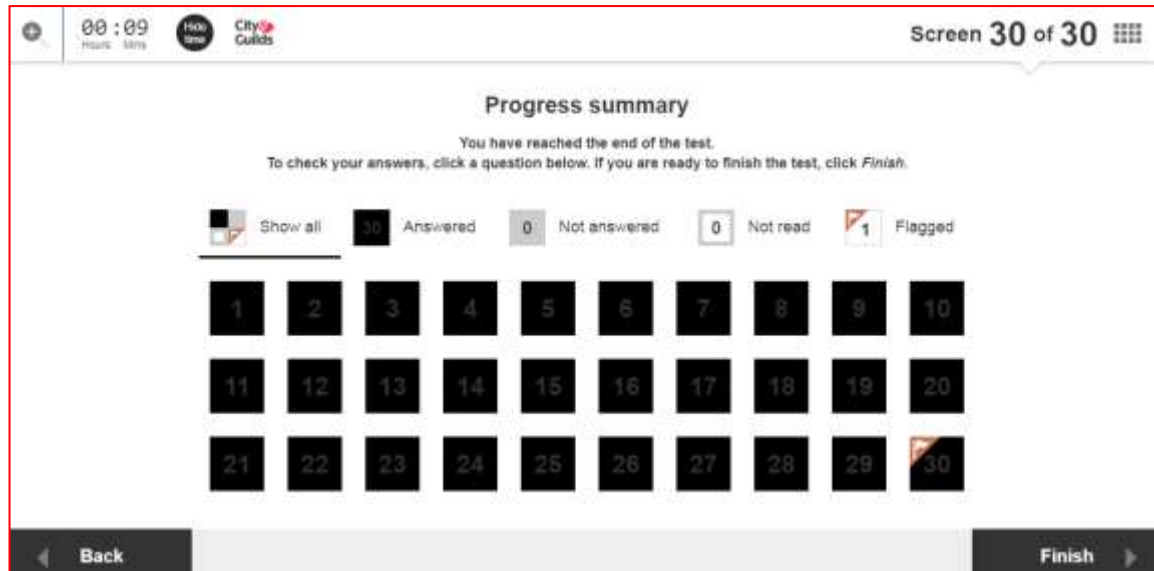 00:09
Hours Mins
Hide time
City& Guilds
Screen 30 of 30
Progress summary
You have reached the end of the test.
To check your answers, click a question below. If you are ready to finish the test, click Finish.
Show all
30 Answered
0 Not answered
0 Not read
1 Flagged
1 2 3 4 5 6 7 8 9 10
11 12 13 14 15 16 17 18 19 20
21 22 23 24 25 26 27 28 29 30
Back
Finish